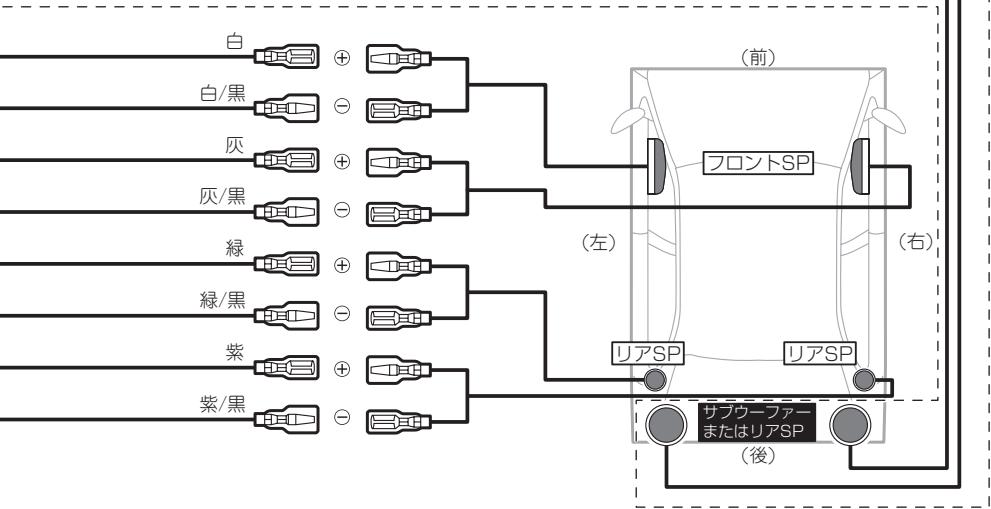 白
⊕
白/黒
⊖
灰
⊕
灰/黒
⊖
緑
⊕
緑/黒
⊖
紫
⊕
紫/黒
⊖
(前)
フロントSP
(左)
(右)
リアSP
リアSP
サブウーファー
またはリアSP
(後)